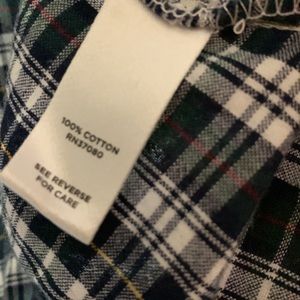 100% COTTON
RN37080
SEE REVERSE
FOR CARE